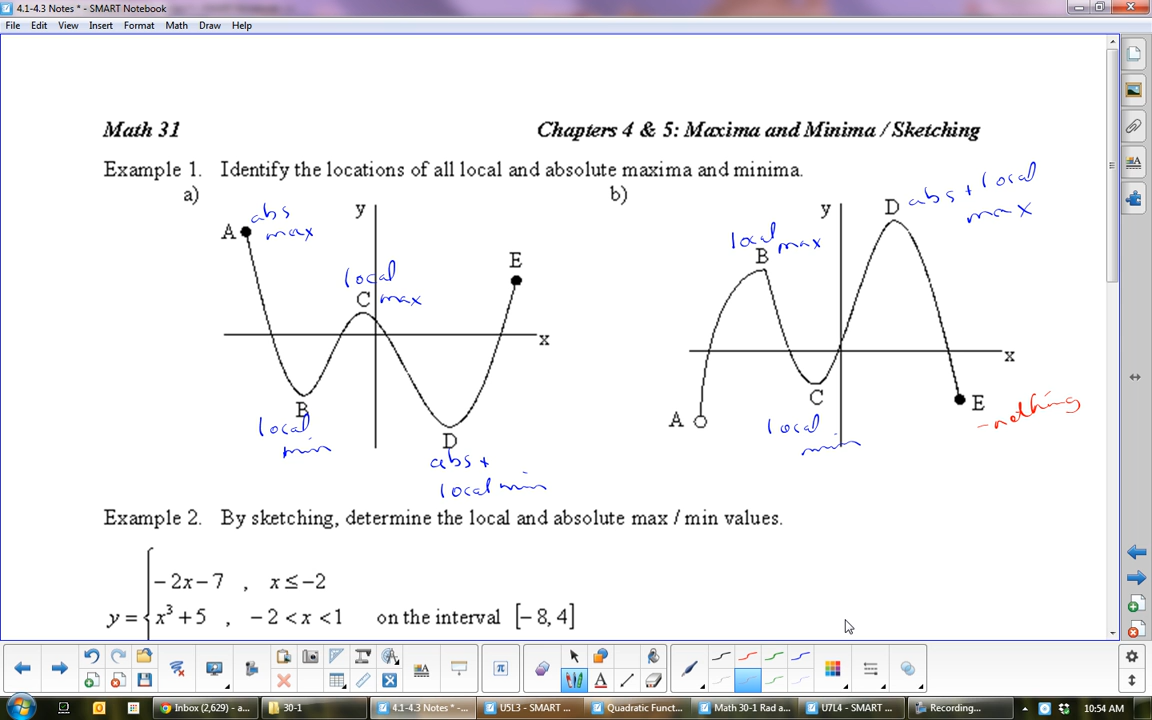 4.1-4.3 Notes * - SMART Notebook
File Edit View Insert Format Math Draw Help
Math 31 Chapters 4 & 5: Maxima and Minima / Sketching
Example 1. Identify the locations of all local and absolute maxima and minima.
a) b)
A abs max
y
local max
C
E
x
B
local min
D
abs + local min
y
D abs + local max
local max
B
x
C
local min
A
E
- nothing
Example 2. By sketching, determine the local and absolute max / min values.
-2x-7 , x≤-2
y = { x³+5 , -2<x<1 on the interval [-8,4]
π
A
Inbox (2,629) - a...
30-1
4.1-4.3 Notes * -...
U5L3 - SMART ...
Quadratic Funct...
Math 30-1 Rad a...
U7L4 - SMART ...
Recording...
10:54 AM